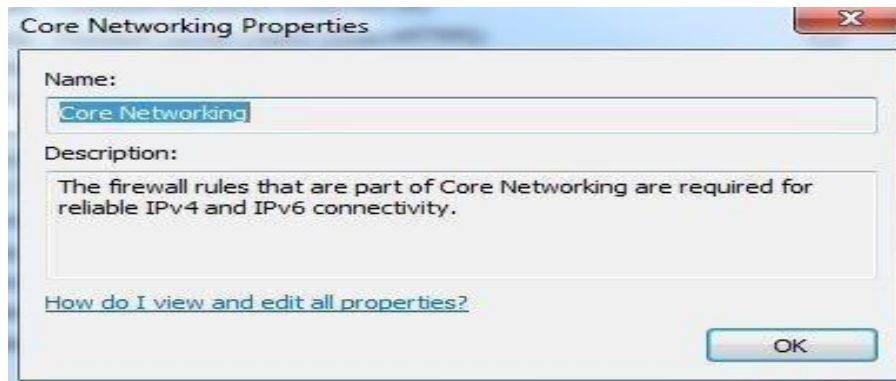 Core Networking Properties
Name:
Core Networking
Description:
The firewall rules that are part of Core Networking are required for
reliable IPv4 and IPv6 connectivity.
How do I view and edit all properties?
OK